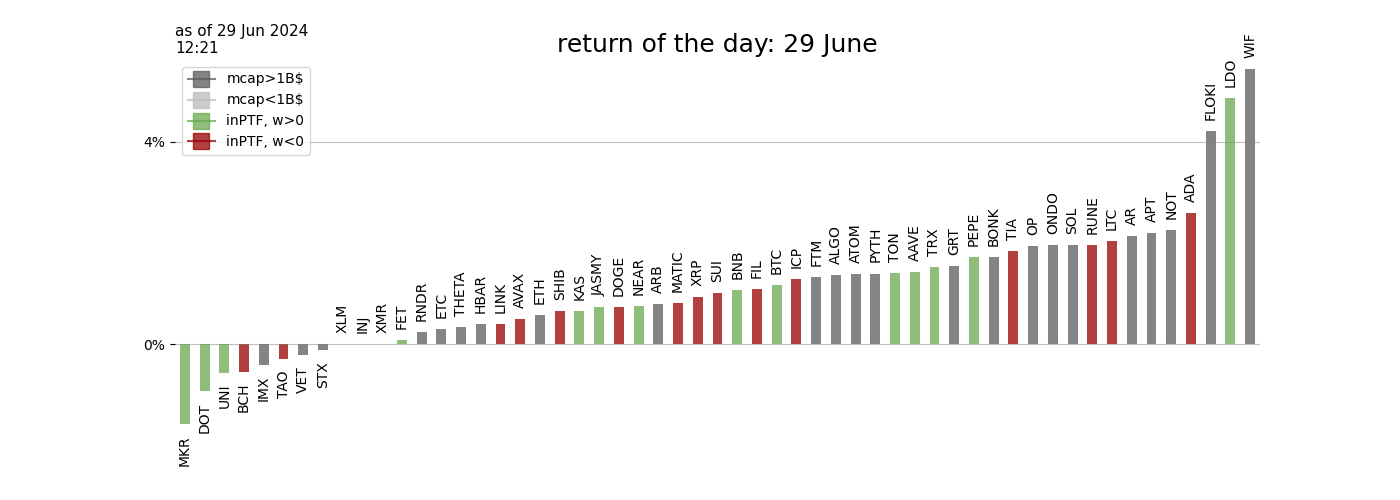 as of 29 Jun 2024
12:21
return of the day: 29 June
mcap>1B$
mcap<1B$
inPTF, w>0
inPTF, w<0
4%
0%
MKR
DOT
UNI
BCH
IMX
TAO
VET
STX
XLM
INJ
XMR
FET
RNDR
ETC
THETA
HBAR
LINK
AVAX
ETH
SHIB
KAS
JASMY
DOGE
NEAR
ARB
MATIC
XRP
SUI
BNB
FIL
BTC
ICP
FTM
ALGO
ATOM
PYTH
TON
AAVE
TRX
GRT
PEPE
BONK
TIA
OP
ONDO
SOL
RUNE
LTC
AR
APT
NOT
ADA
FLOKI
LDO
WIF